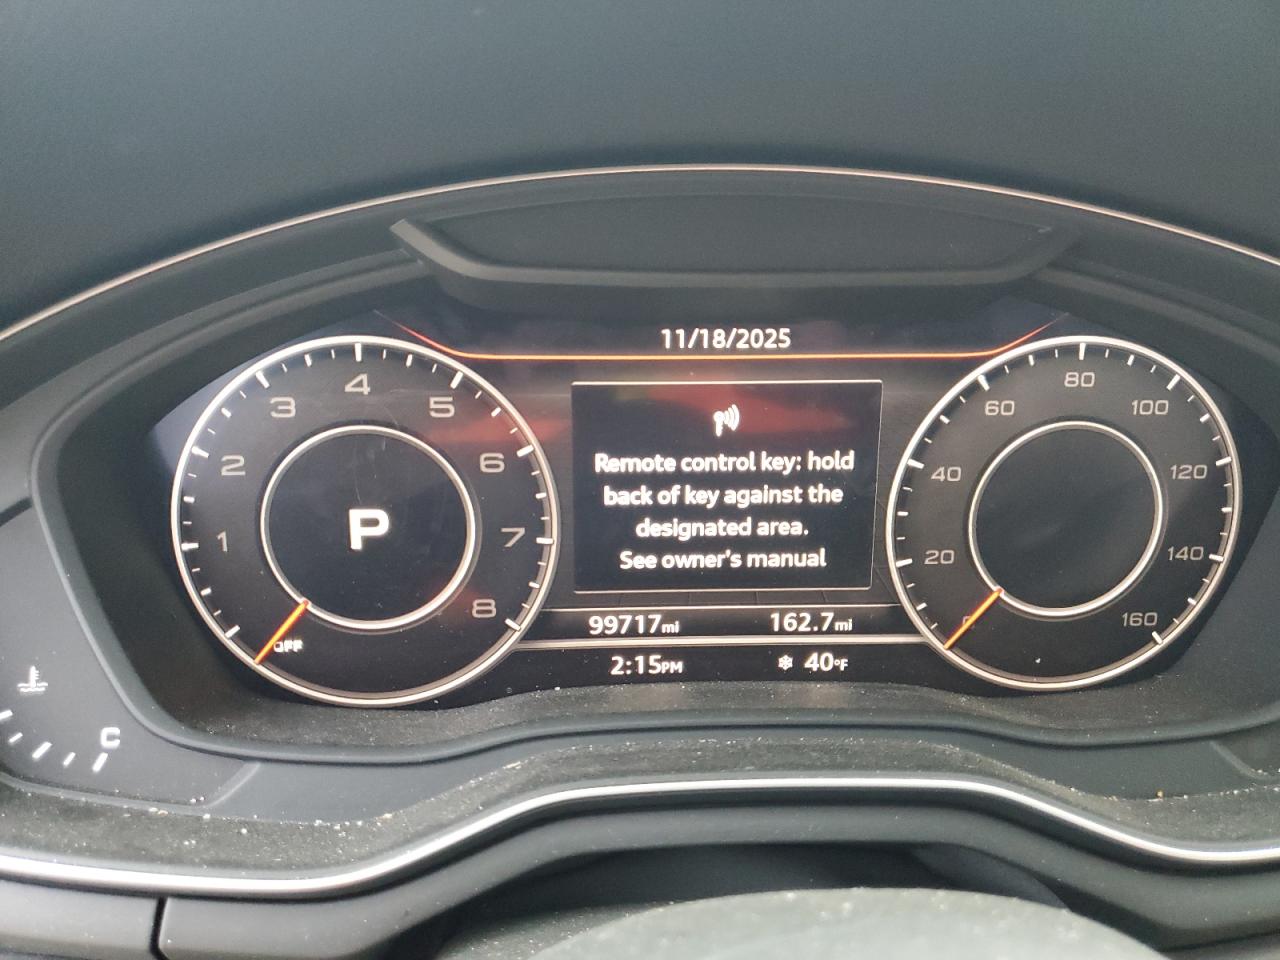 11/18/2025
1 2 3 4 5 6 7 8
OFF
P
Remote control key: hold
back of key against the
designated area.
See owner's manual
20 40 60 80 100 120 140 160
99717mi 162.7mi
2:15PM 40°F
C